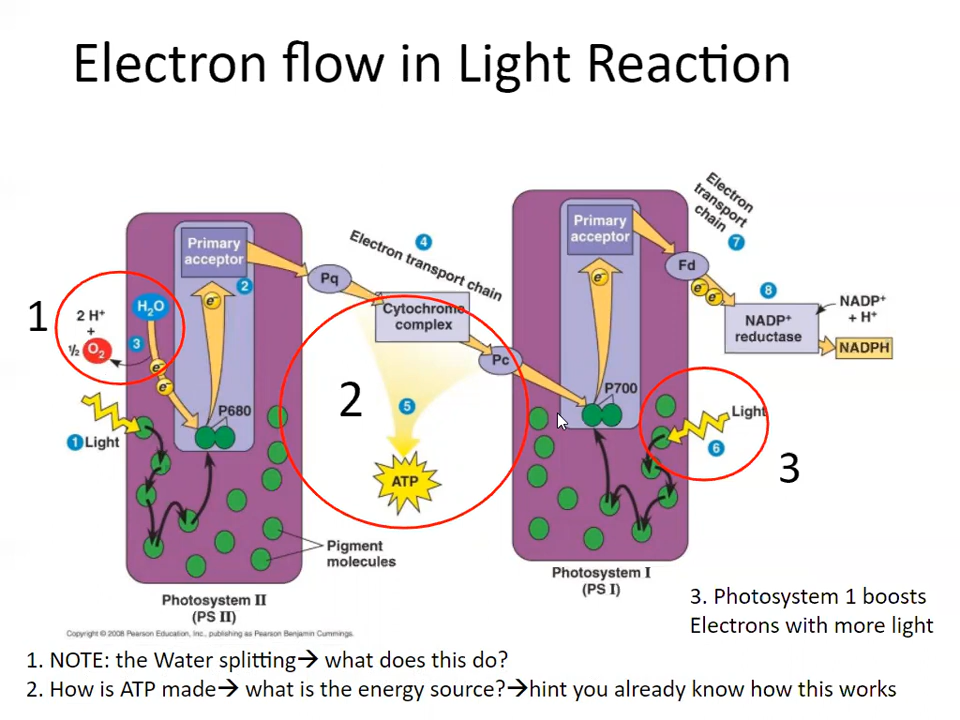 Electron flow in Light Reaction
1
2 H⁺
+
½ O₂
H₂O
3
e⁻
e⁻
1 Light
Primary
acceptor
2
e⁻
P680
Pq
4
Electron transport chain
Cytochrome
complex
Pc
2
5
ATP
Pigment
molecules
Photosystem II
(PS II)
Primary
acceptor
e⁻
P700
Electron
transport
chain
7
Fd
e⁻
e⁻
8
NADP⁺
reductase
NADP⁺
+ H⁺
NADPH
Light
6
3
Photosystem I
(PS I)
3. Photosystem 1 boosts
Electrons with more light
Copyright © 2008 Pearson Education, Inc., publishing as Pearson Benjamin Cummings.
1. NOTE: the Water splitting→ what does this do?
2. How is ATP made→ what is the energy source?→hint you already know how this works